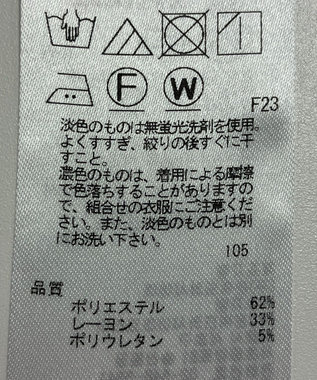 F W
F23
淡色のものは無蛍光洗剤を使用。
よくすすぎ、絞りの後すぐに干
すこと。
濃色のものは、着用による摩擦
で色落ちすることがありますの
で、組合せの衣服にご注意くだ
さい。また、淡色のものとは別
にお洗い下さい。
105
品質
ポリエステル 62%
レーヨン 33%
ポリウレタン 5%